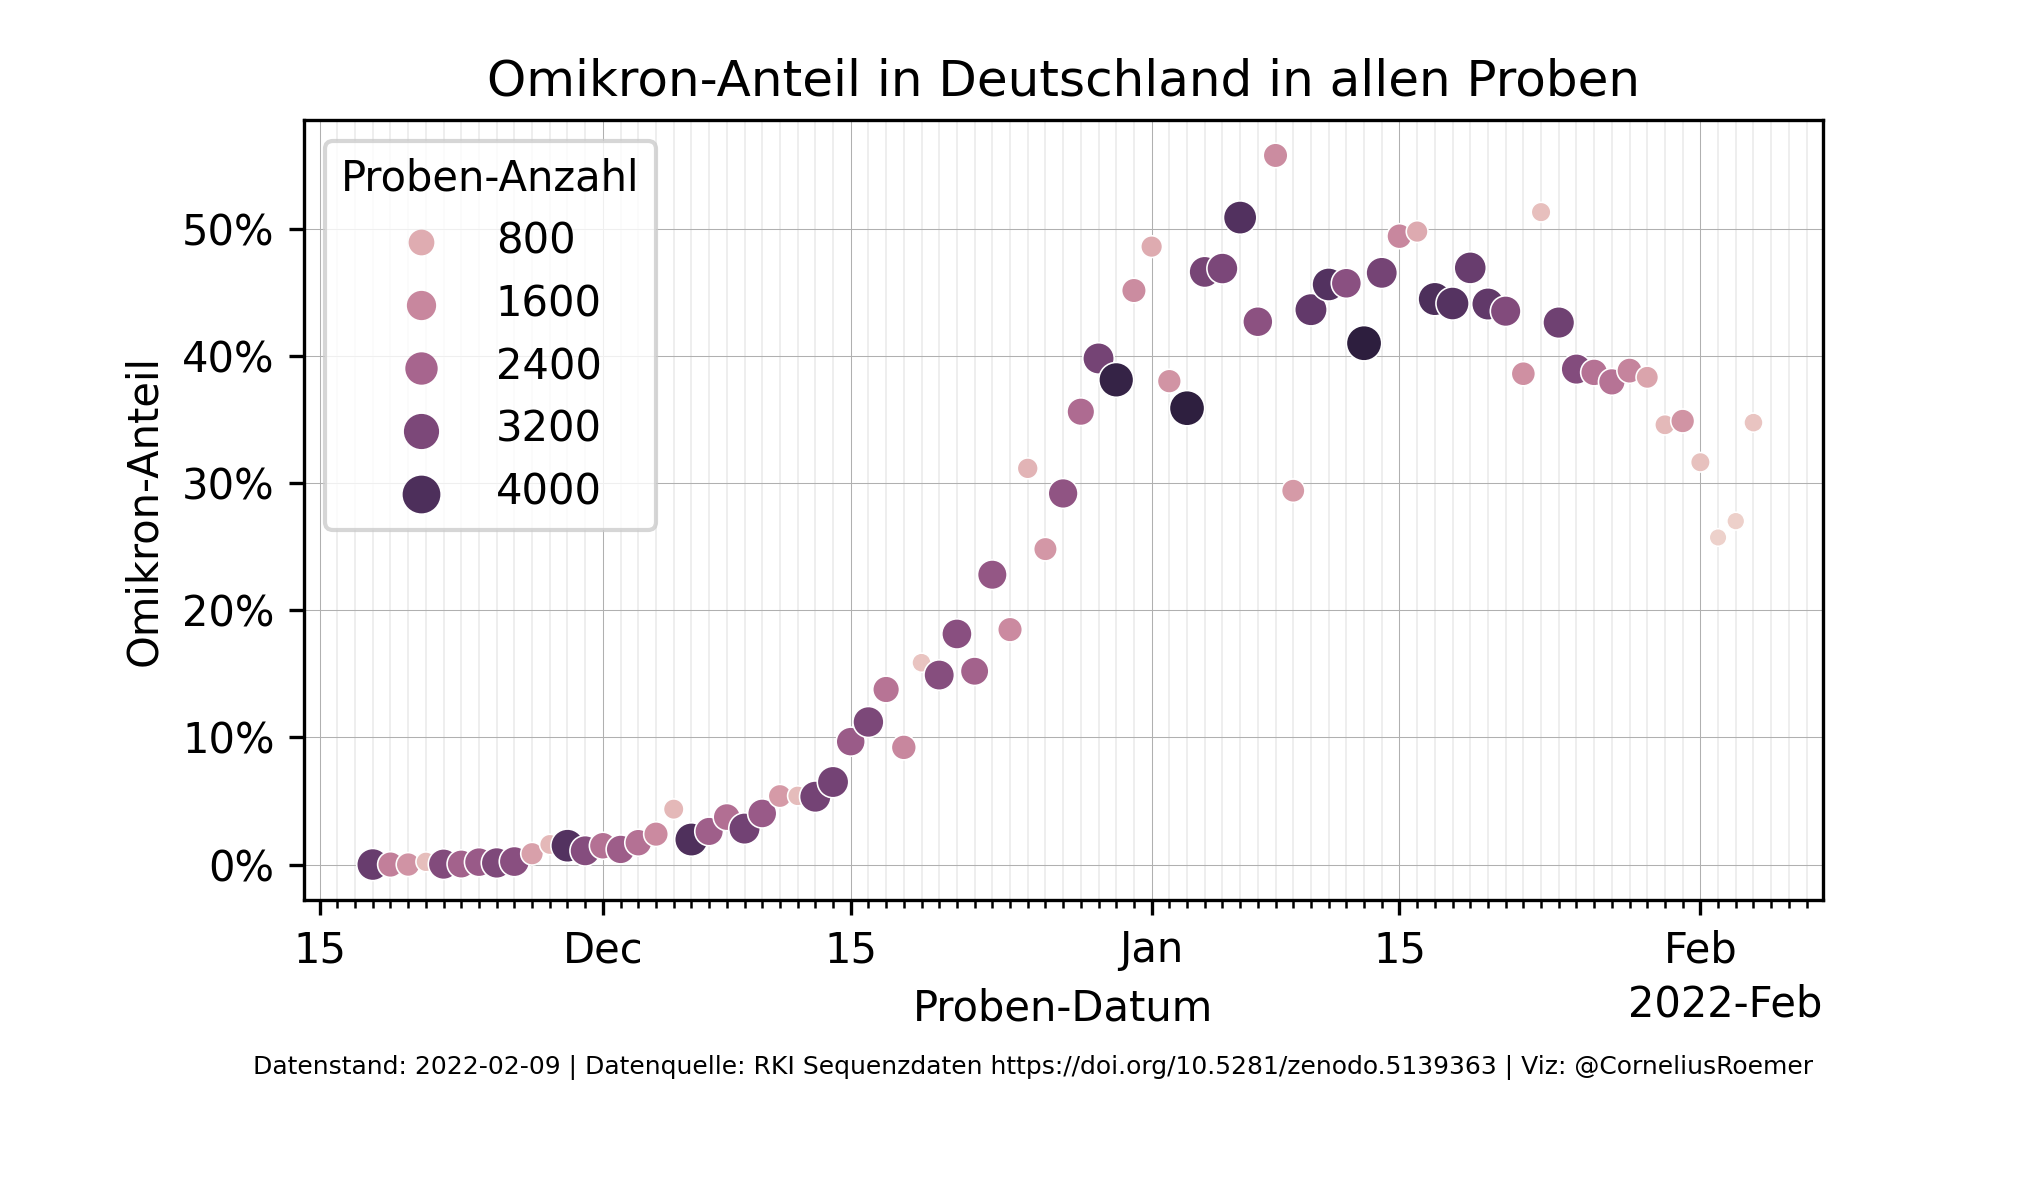 Omikron-Anteil in Deutschland in allen Proben
Proben-Anzahl
800
1600
2400
3200
4000
50%
40%
30%
20%
10%
0%
Omikron-Anteil
15 Dec 15 Jan 15 Feb
Proben-Datum
2022-Feb
Datenstand: 2022-02-09 | Datenquelle: RKI Sequenzdaten https://doi.org/10.5281/zenodo.5139363 | Viz: @CorneliusRoemer